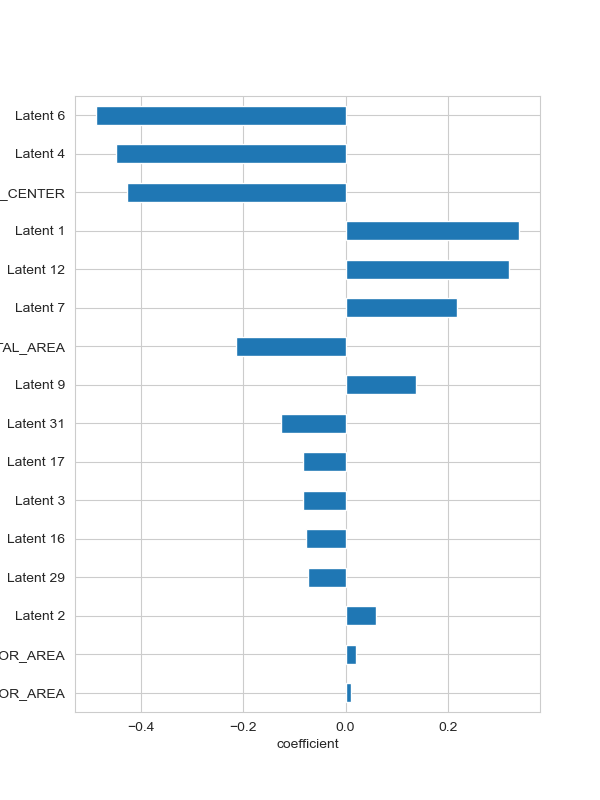 Latent 6
Latent 4
_CENTER
Latent 1
Latent 12
Latent 7
TAL_AREA
Latent 9
Latent 31
Latent 17
Latent 3
Latent 16
Latent 29
Latent 2
OR_AREA
OR_AREA
−0.4 −0.2 0.0 0.2
coefficient